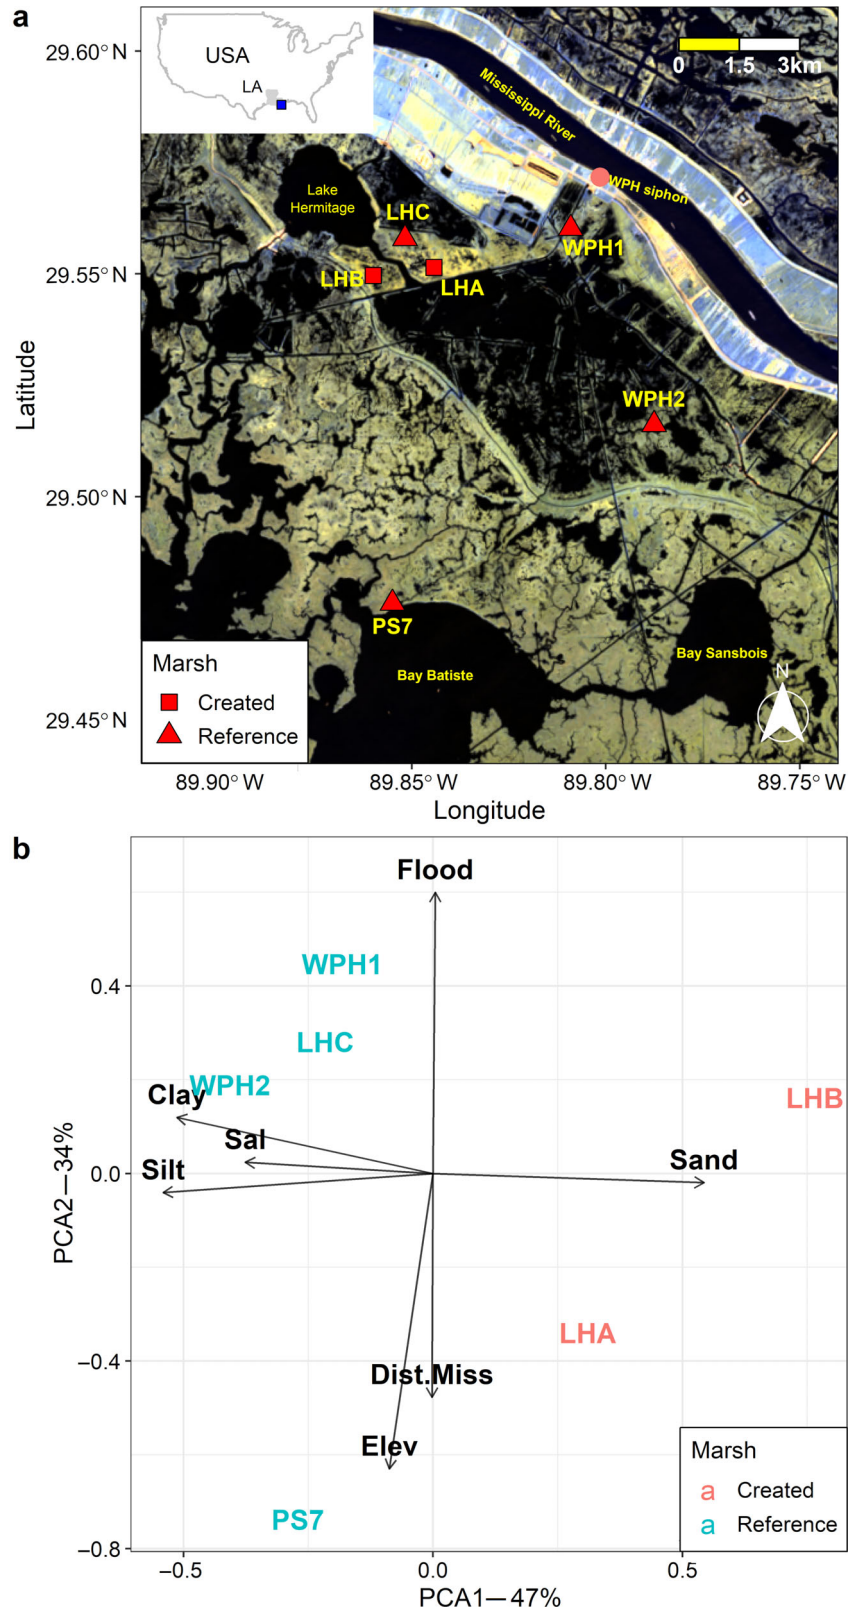 a
29.60° N
29.55° N
29.50° N
29.45° N
Latitude
USA
LA
0 1.5 3km
Mississippi River
WPH siphon
Lake
Hermitage
LHC
WPH1
LHB
LHA
WPH2
PS7
Bay Batiste
Bay Sansbois
N
Marsh
Created
Reference
89.90° W 89.85° W 89.80° W 89.75° W
Longitude
b
Flood
WPH1
LHC
WPH2
Clay
LHB
Sal
Silt
Sand
LHA
Dist.Miss
Elev
PS7
0.4
0.0
−0.4
−0.8
PCA2—34%
Marsh
a Created
a Reference
−0.5 0.0 0.5
PCA1—47%